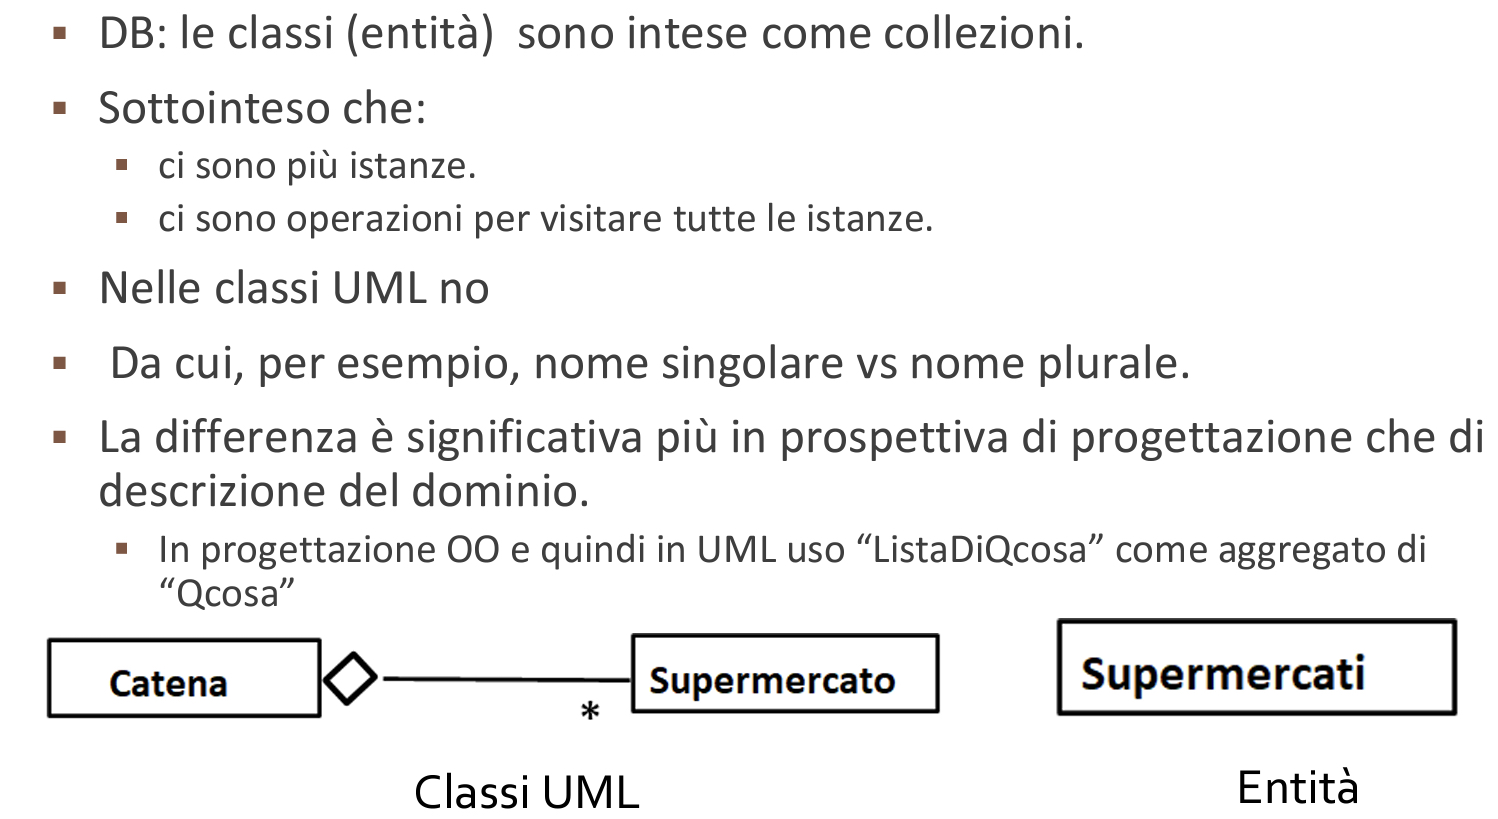 ▪ DB: le classi (entità) sono intese come collezioni.
▪ Sottointeso che:
▪ ci sono più istanze.
▪ ci sono operazioni per visitare tutte le istanze.
▪ Nelle classi UML no
▪ Da cui, per esempio, nome singolare vs nome plurale.
▪ La differenza è significativa più in prospettiva di progettazione che di
descrizione del dominio.
▪ In progettazione OO e quindi in UML uso “ListaDiQcosa” come aggregato di
“Qcosa”
Catena
*
Supermercato
Supermercati
Classi UML
Entità